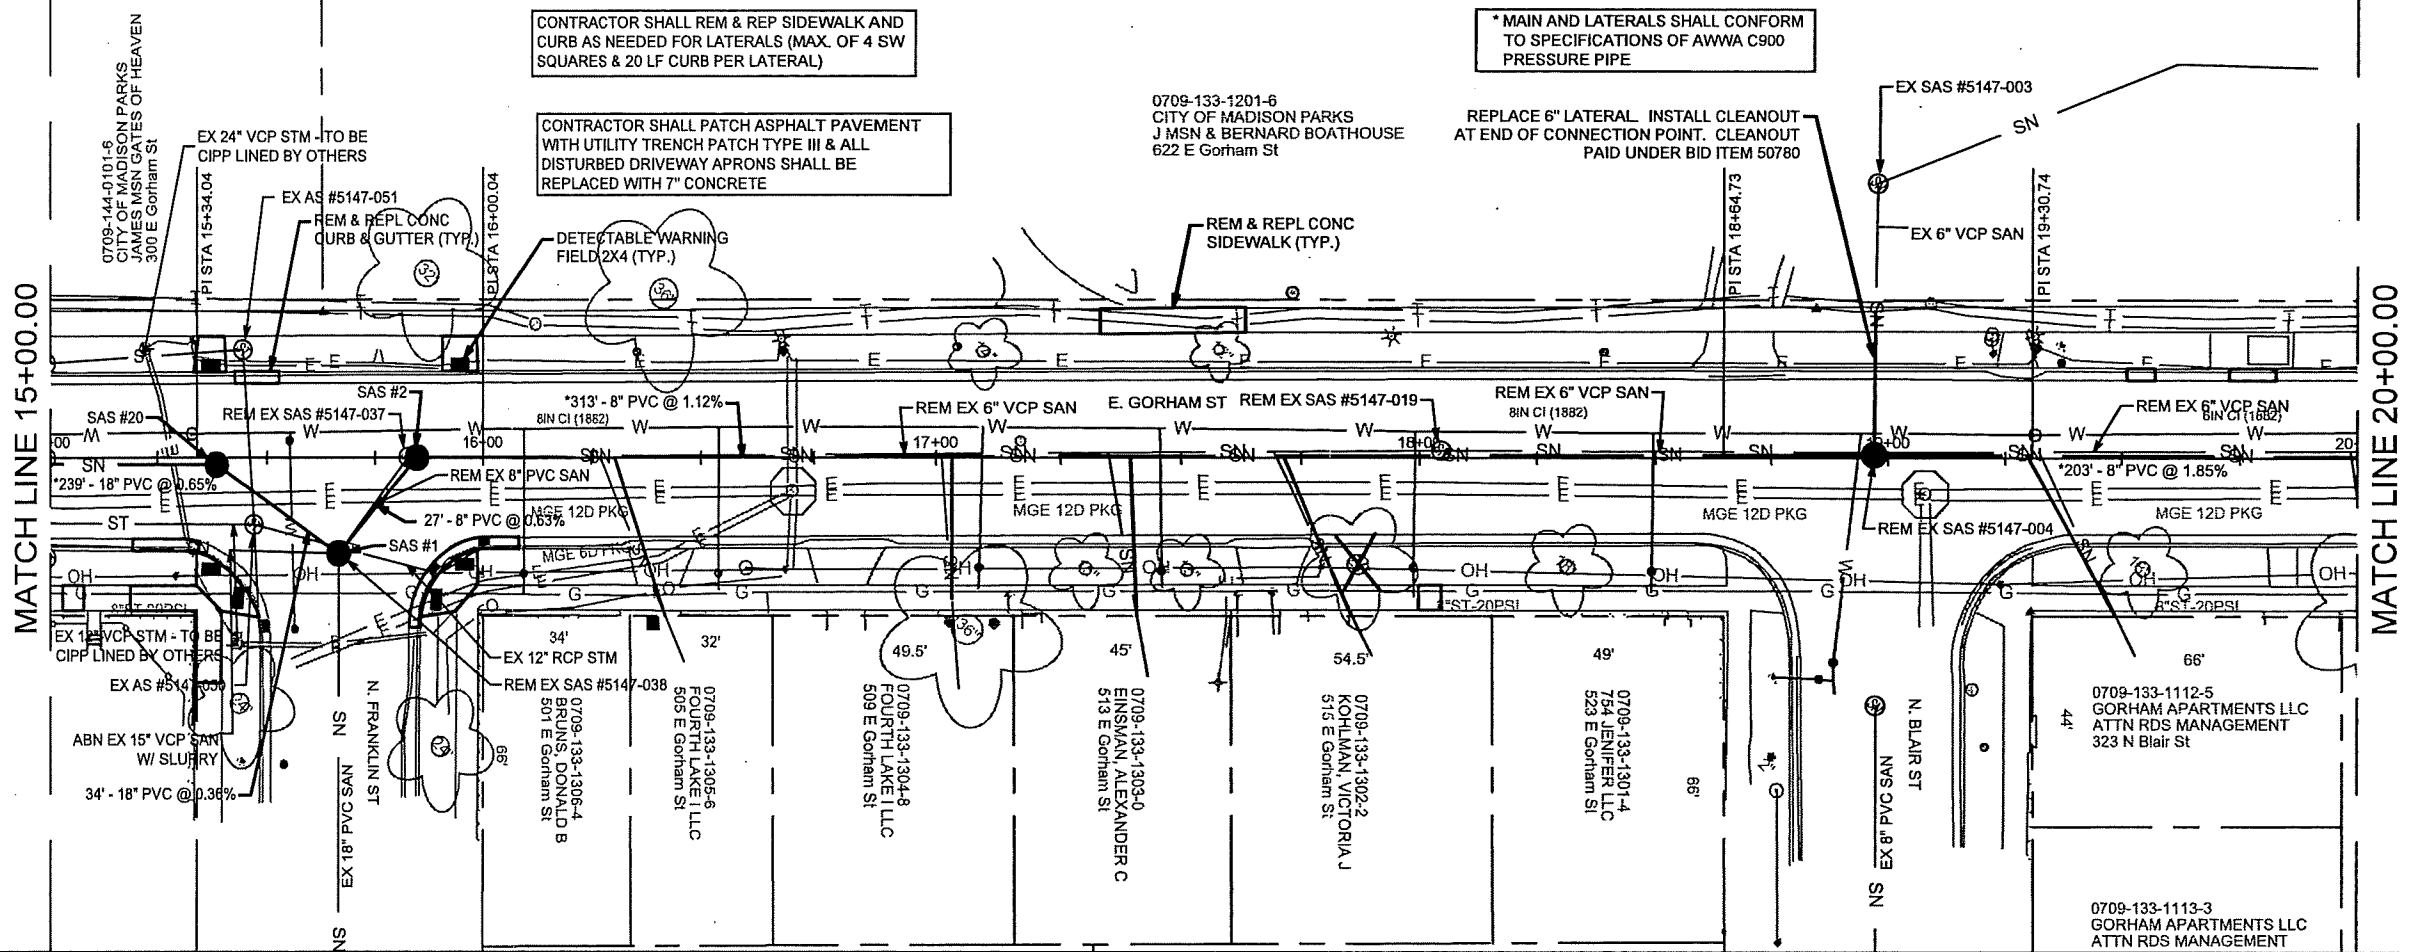 CONTRACTOR SHALL REM & REP SIDEWALK AND
CURB AS NEEDED FOR LATERALS (MAX. OF 4 SW
SQUARES & 20 LF CURB PER LATERAL)
* MAIN AND LATERALS SHALL CONFORM
TO SPECIFICATIONS OF AWWA C900
PRESSURE PIPE
CONTRACTOR SHALL PATCH ASPHALT PAVEMENT
WITH UTILITY TRENCH PATCH TYPE III & ALL
DISTURBED DRIVEWAY APRONS SHALL BE
REPLACED WITH 7" CONCRETE
0709-144-0101-6
CITY OF MADISON PARKS
JAMES MSN GATES OF HEAVEN
300 E Gorham St
EX 24" VCP STM - TO BE
CIPP LINED BY OTHERS
EX AS #5147-051
REM & REPL CONC
CURB & GUTTER (TYP.)
DETECTABLE WARNING
FIELD 2X4 (TYP.)
0709-133-1201-6
CITY OF MADISON PARKS
J MSN & BERNARD BOATHOUSE
622 E Gorham St
REM & REPL CONC
SIDEWALK (TYP.)
REPLACE 6" LATERAL. INSTALL CLEANOUT
AT END OF CONNECTION POINT. CLEANOUT
PAID UNDER BID ITEM 50780
EX SAS #5147-003
SN
EX 6" VCP SAN
PI STA 15+34.04
PI STA 16+00.04
PI STA 18+64.73
PI STA 19+30.74
MATCH LINE 15+00.00
MATCH LINE 20+00.00
SAS #20
SAS #2
REM EX SAS #5147-037
*313' - 8" PVC @ 1.12%
8IN CI (1882)
REM EX 6" VCP SAN
E. GORHAM ST
REM EX SAS #5147-019
REM EX 6" VCP SAN
8IN CI (1882)
REM EX 6" VCP SAN
8IN CI (1882)
16+00
17+00
18+00
19+00
SN
*239' - 18" PVC @ 0.65%
REM EX 8" PVC SAN
27' - 8" PVC @ 0.63%
*203' - 8" PVC @ 1.85%
ST
SAS #1
MGE 12D PKG
MGE 12D PKG
MGE 12D PKG
MGE 12D PKG
MGE 6D PKG
REM EX SAS #5147-004
OH
G
8"ST-20PSI
EX 12" VCP STM - TO BE
CIPP LINED BY OTHERS
EX AS #5147-050
EX 12" RCP STM
REM EX SAS #5147-038
ABN EX 15" VCP SAN
W/ SLURRY
34' - 18" PVC @ 0.36%
EX 18" PVC SAN
N. FRANKLIN ST
34'
32'
49.5'
36"
45'
54.5'
49'
66'
66'
66'
44'
0709-133-1306-4
BRUNS, DONALD B
501 E Gorham St
0709-133-1305-6
FOURTH LAKE I LLC
505 E Gorham St
0709-133-1304-8
FOURTH LAKE I LLC
509 E Gorham St
0709-133-1303-0
EINSMAN, ALEXANDER C
513 E Gorham St
0709-133-1302-2
KOHLMAN, VICTORIA J
515 E Gorham St
0709-133-1301-4
754 JENIFER LLC
523 E Gorham St
EX 8" PVC SAN
N. BLAIR ST
SN
0709-133-1112-5
GORHAM APARTMENTS LLC
ATTN RDS MANAGEMENT
323 N Blair St
0709-133-1113-3
GORHAM APARTMENTS LLC
ATTN RDS MANAGEMENT